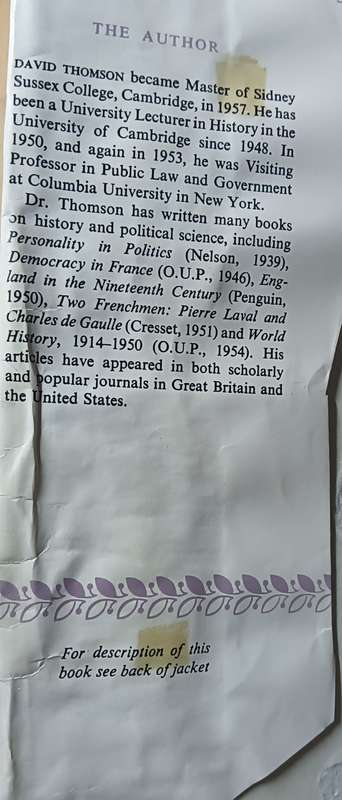 THE AUTHOR
DAVID THOMSON became Master of Sidney
Sussex College, Cambridge, in 1957. He has
been a University Lecturer in History in the
University of Cambridge since 1948. In
1950, and again in 1953, he was Visiting
Professor in Public Law and Government
at Columbia University in New York.
Dr. Thomson has written many books
on history and political science, including
Personality in Politics (Nelson, 1939),
Democracy in France (O.U.P., 1946), Eng-
land in the Nineteenth Century (Penguin,
1950), Two Frenchmen: Pierre Laval and
Charles de Gaulle (Cresset, 1951) and World
History, 1914–1950 (O.U.P., 1954). His
articles have appeared in both scholarly
and popular journals in Great Britain and
the United States.
For description of this
book see back of jacket